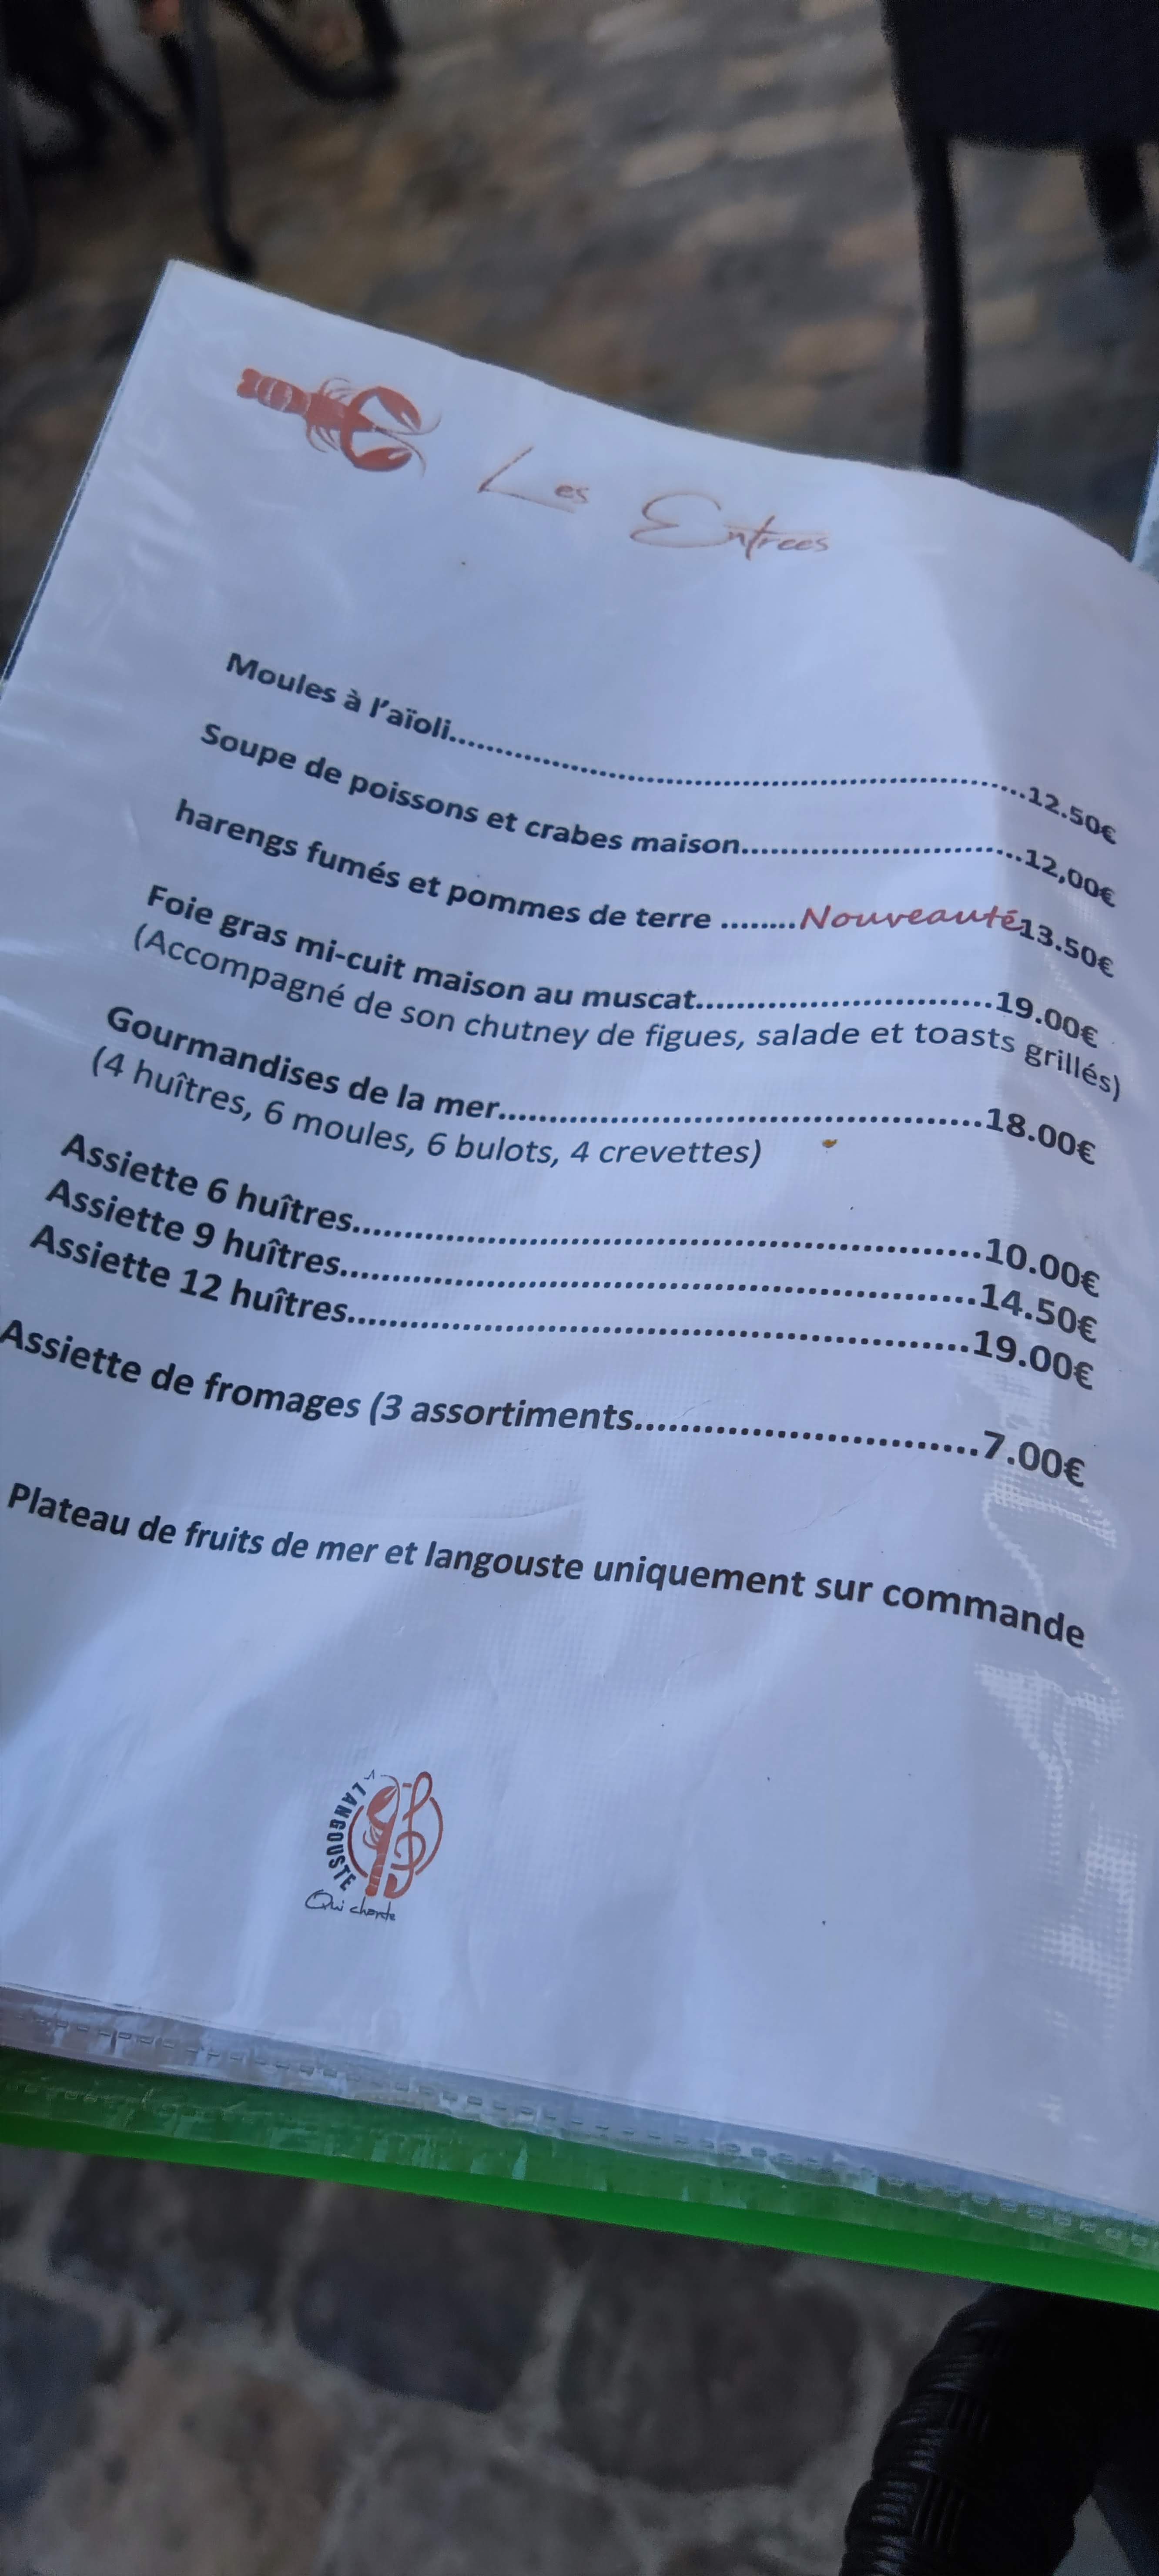 Les Entrees
Moules à l'aïoli......................................................12.50€
Soupe de poissons et crabes maison.............................12,00€
harengs fumés et pommes de terre ........Nouveauté13.50€
Foie gras mi-cuit maison au muscat.............................19.00€
(Accompagné de son chutney de figues, salade et toasts grillés)
Gourmandises de la mer..............................................18.00€
(4 huîtres, 6 moules, 6 bulots, 4 crevettes)
Assiette 6 huîtres..........................................................10.00€
Assiette 9 huîtres..........................................................14.50€
Assiette 12 huîtres........................................................19.00€
Assiette de fromages (3 assortiments..............................7.00€
Plateau de fruits de mer et langouste uniquement sur commande
LANGOUSTE
Qui chante